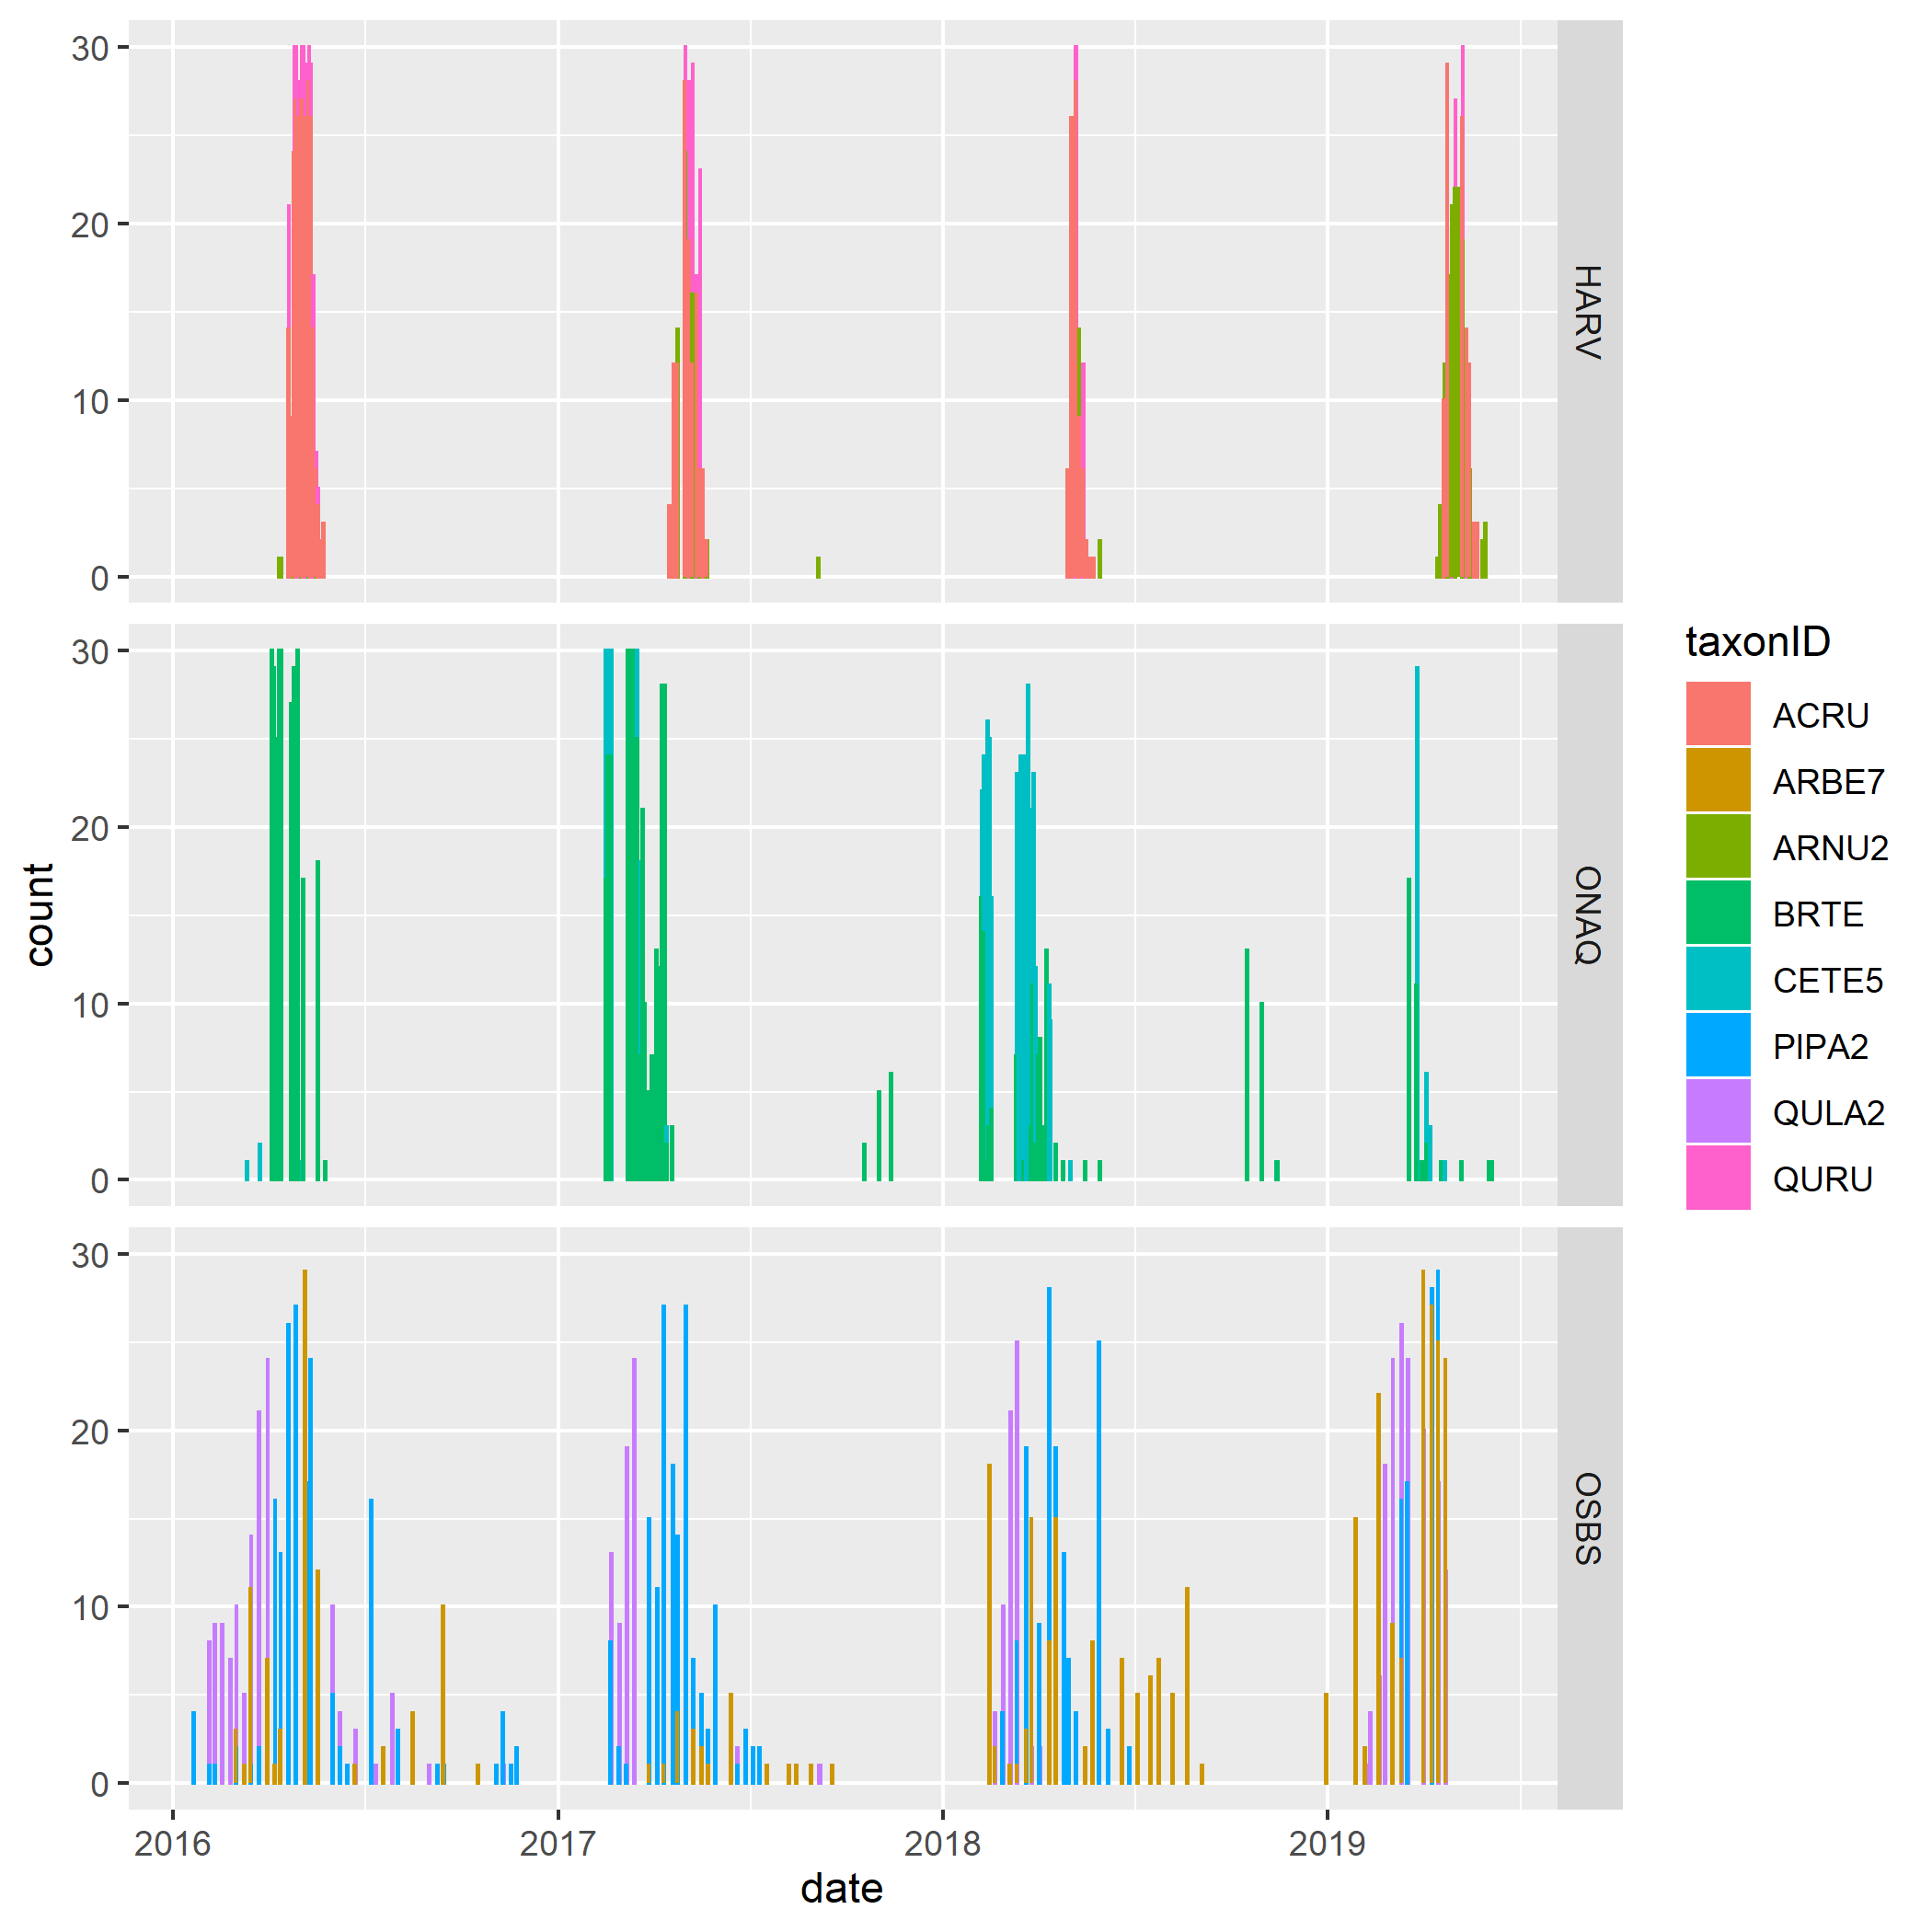 30
20
10
0
HARV
30
20
10
0
ONAQ
30
20
10
0
OSBS
count
2016
2017
2018
2019
date
taxonID
ACRU
ARBE7
ARNU2
BRTE
CETE5
PIPA2
QULA2
QURU